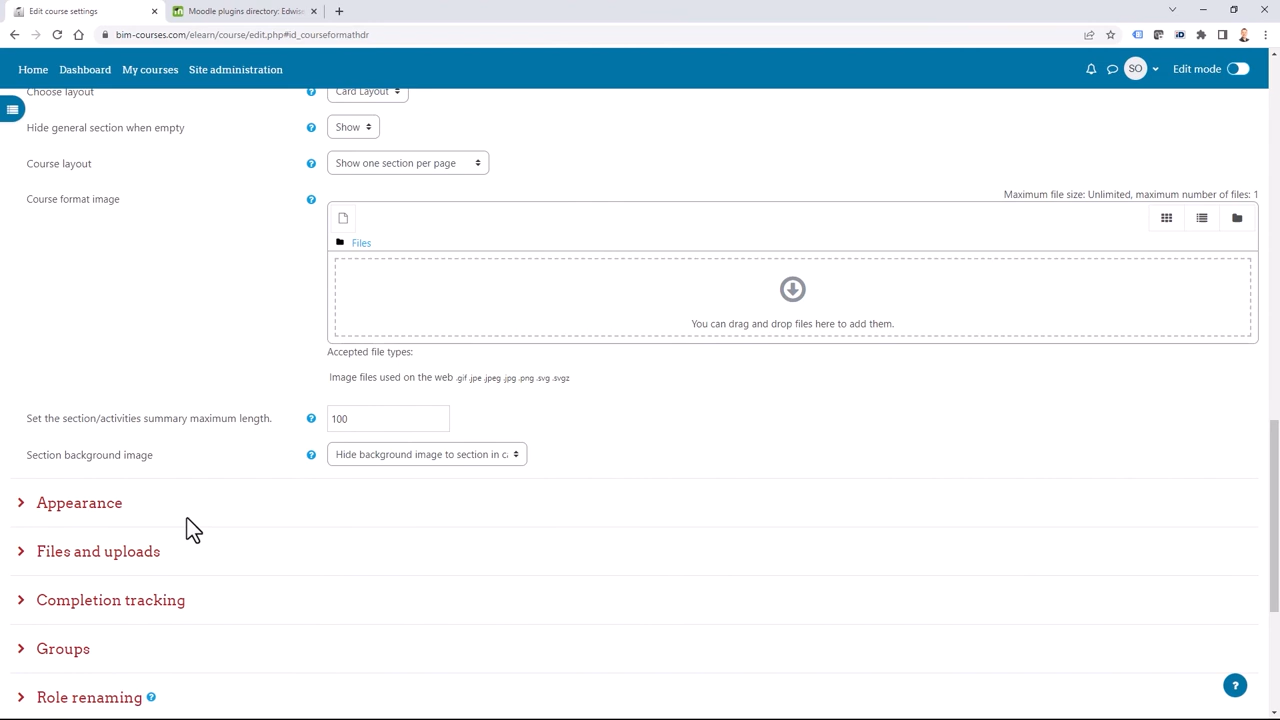 Edit course settings
Moodle plugins directory: Edwise
bim-courses.com/elearn/course/edit.php#id_courseformathdr
Home Dashboard My courses Site administration SO Edit mode
Choose layout Card Layout
Hide general section when empty Show
Course layout Show one section per page
Course format image
Maximum file size: Unlimited, maximum number of files: 1
Files
You can drag and drop files here to add them.
Accepted file types:
Image files used on the web .gif .jpe .jpeg .jpg .png .svg .svgz
Set the section/activities summary maximum length. 100
Section background image Hide background image to section in c
Appearance
Files and uploads
Completion tracking
Groups
Role renaming ?